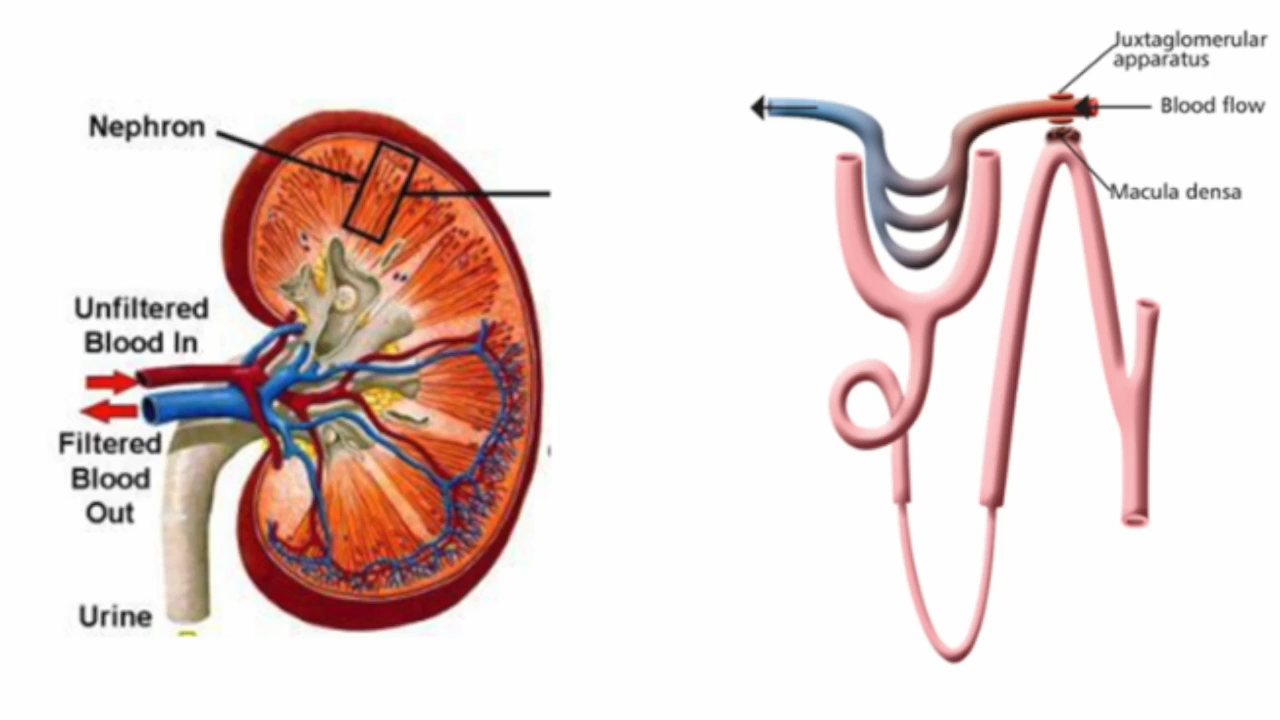 Nephron
Unfiltered
Blood In
Filtered
Blood
Out
Urine
Juxtaglomerular
apparatus
Blood flow
Macula densa